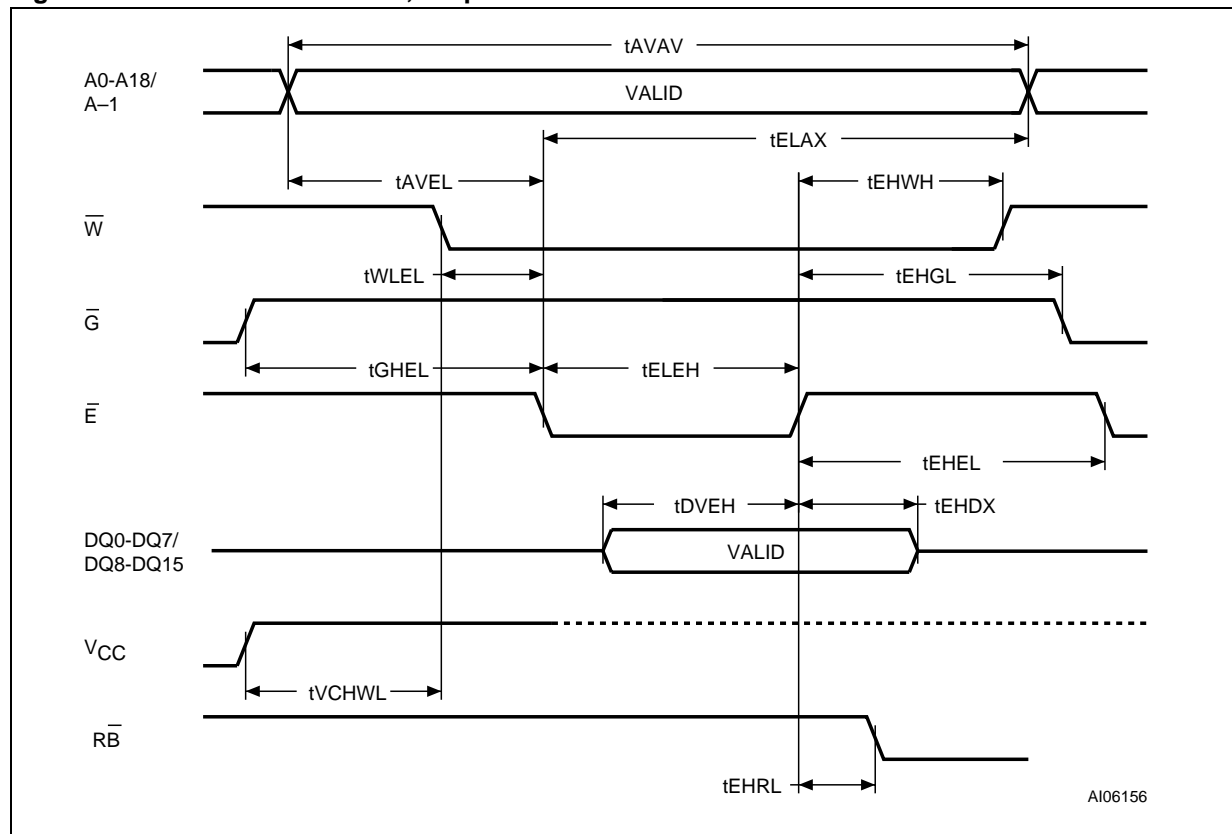 tAVAV
A0-A18/
A–1
VALID
tELAX
tAVEL
tEHWH
W̅
tWLEL
tEHGL
G̅
tGHEL
tELEH
E̅
tEHEL
tDVEH
tEHDX
DQ0-DQ7/
DQ8-DQ15
VALID
VCC
tVCHWL
RB̅
tEHRL
AI06156